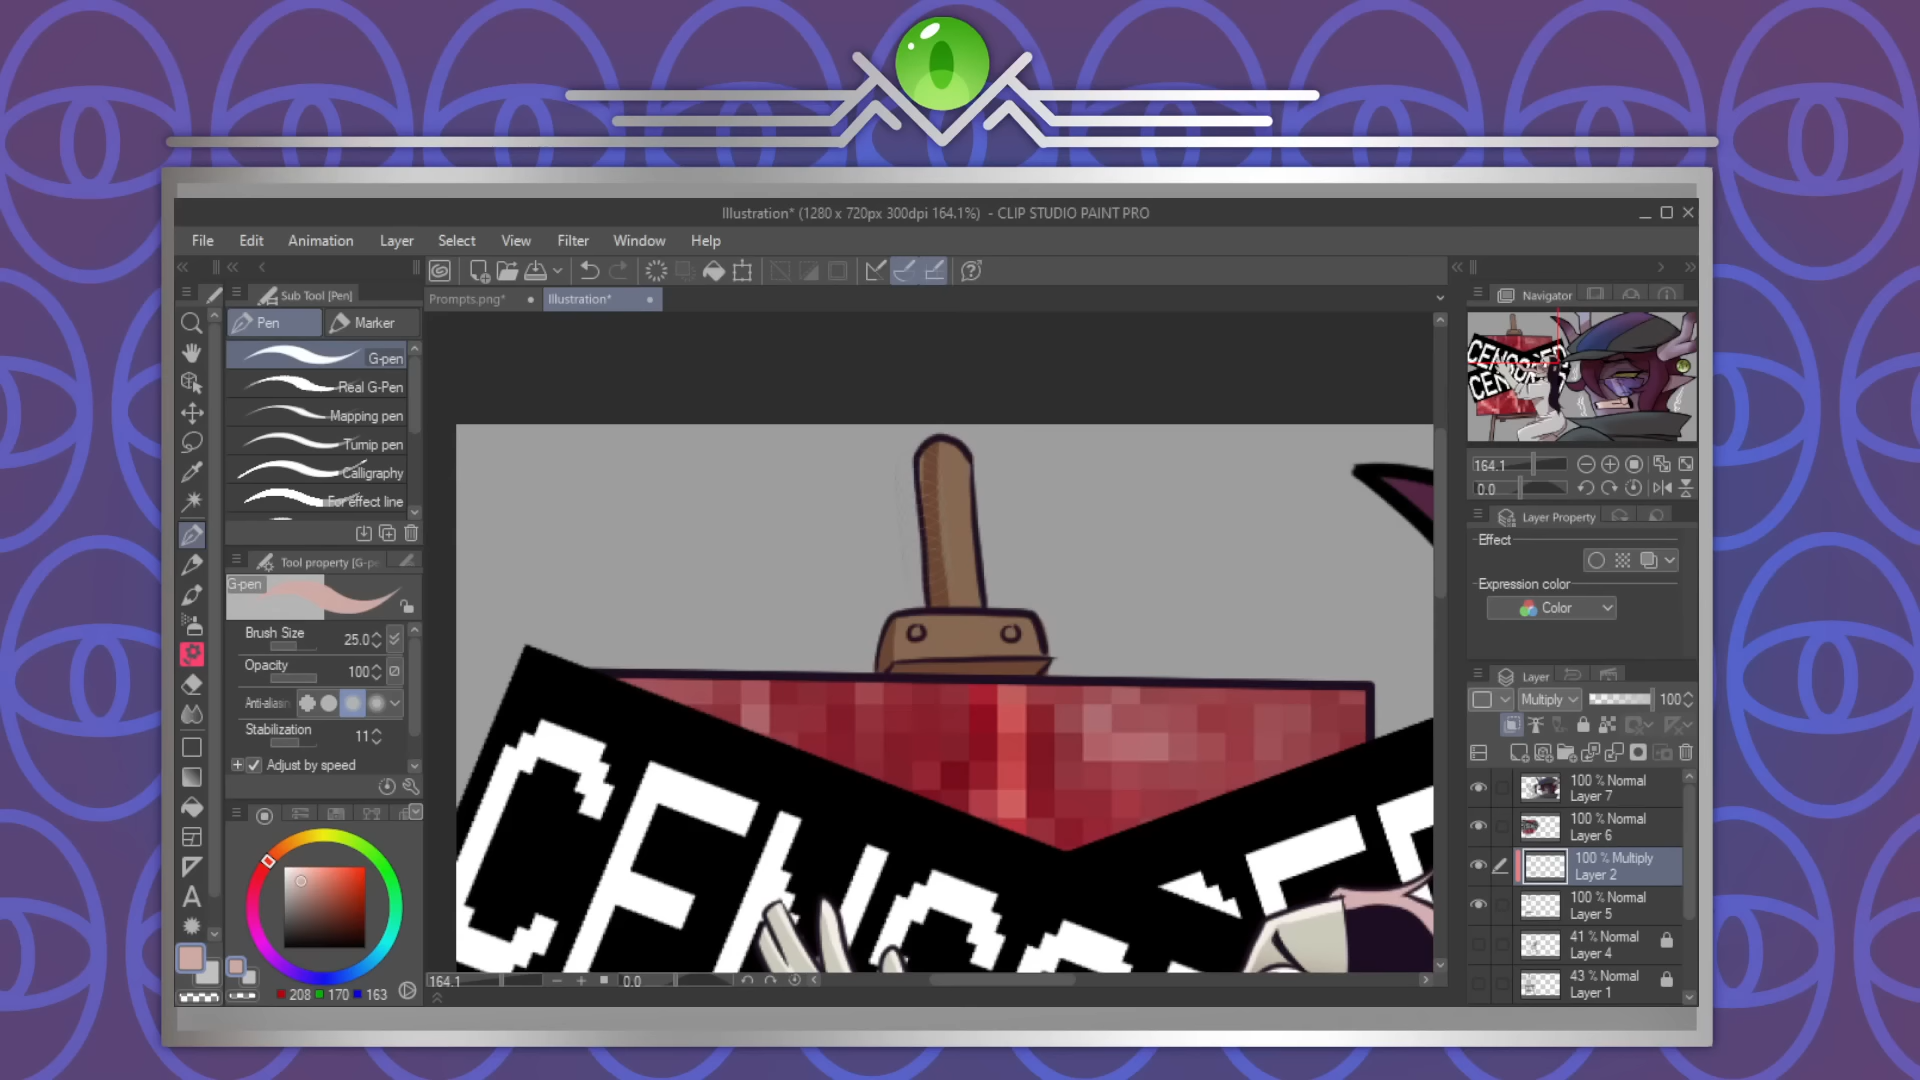 Illustration* (1280 x 720px 300dpi 164.1%) - CLIP STUDIO PAINT PRO
File Edit Animation Layer Select View Filter Window Help
Sub Tool [Pen]
Prompts.png* Illustration*
Navigator
Pen Marker
G-pen
Real G-Pen
Mapping pen
Turnip pen
Calligraphy
For effect line
CENSORED
CEN
164.1
0.0
Layer Property
Effect
Expression color
Color
Tool property [G-pe
G-pen
Brush Size 25.0
Opacity 100
Anti-aliasin
Stabilization 11
Adjust by speed
Layer
Multiply 100
100 % Normal
Layer 7
100 % Normal
Layer 6
100 % Multiply
Layer 2
100 % Normal
Layer 5
41 % Normal
Layer 4
43 % Normal
Layer 1
A
208 170 163
164.1 0.0